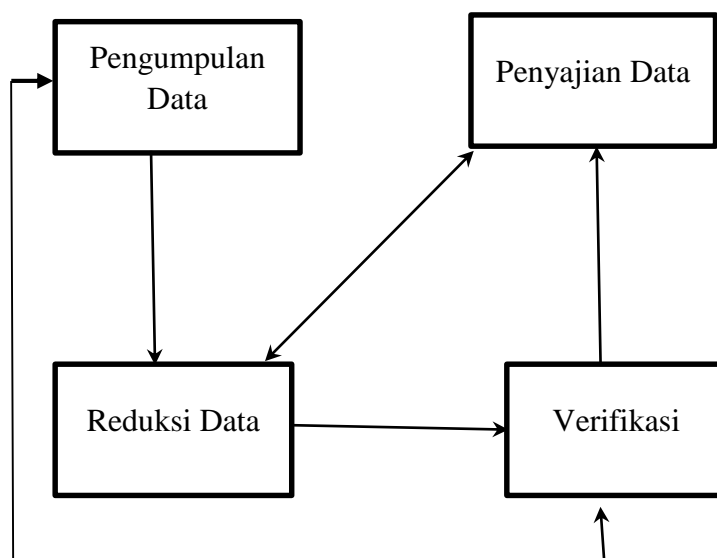 Pengumpulan
Data
Penyajian Data
Reduksi Data
Verifikasi